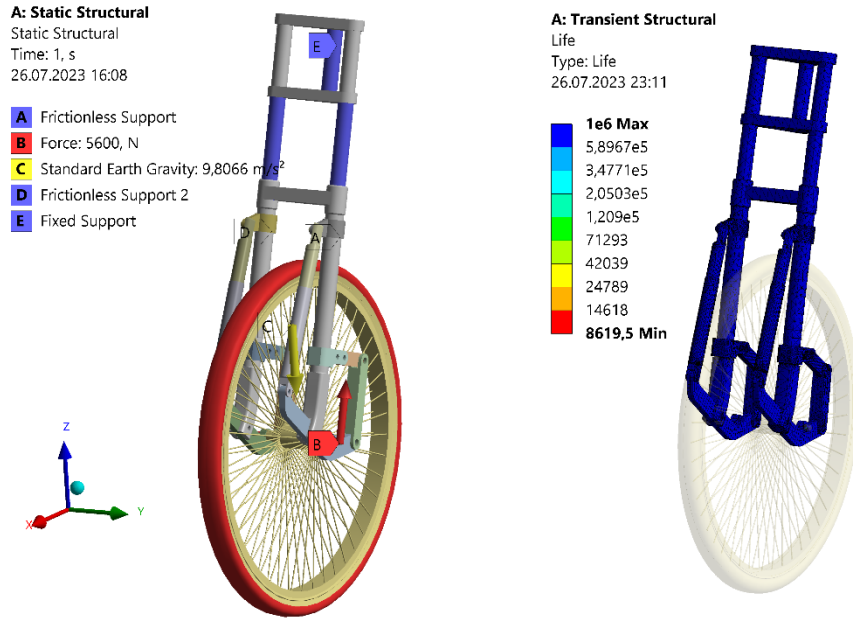 A: Static Structural
Static Structural
Time: 1, s
26.07.2023 16:08
A Frictionless Support
B Force: 5600, N
C Standard Earth Gravity: 9,8066 m/s²
D Frictionless Support 2
E Fixed Support
E
D
A
C
B
Z
Y
X
A: Transient Structural
Life
Type: Life
26.07.2023 23:11
1e6 Max
5,8967e5
3,4771e5
2,0503e5
1,209e5
71293
42039
24789
14618
8619,5 Min